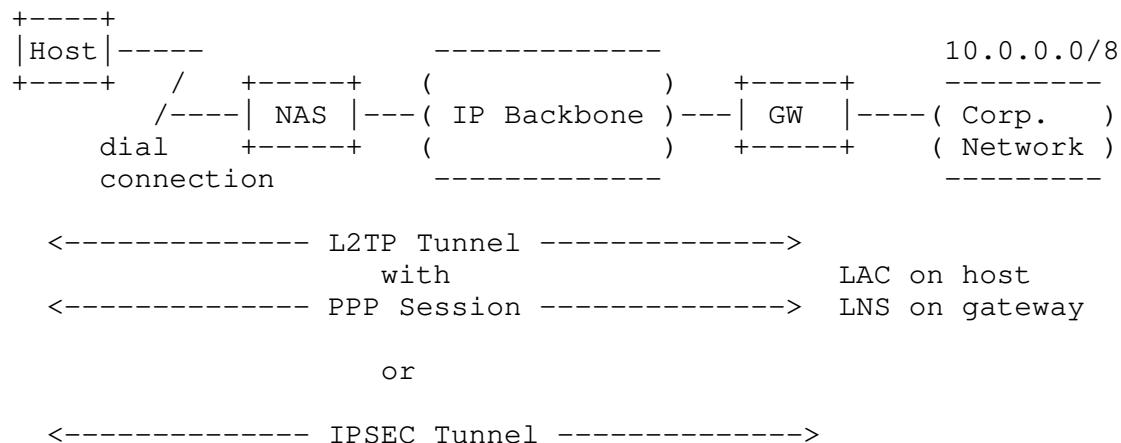 +----+
|Host|----- ------------- 10.0.0.0/8
+----+ / +-----+ ( ) +-----+ ---------
/----| NAS |---( IP Backbone )---| GW |----( Corp. )
dial +-----+ ( ) +-----+ ( Network )
connection ------------- ---------
<-------------- L2TP Tunnel -------------->
with LAC on host
<-------------- PPP Session --------------> LNS on gateway
or
<-------------- IPSEC Tunnel -------------->